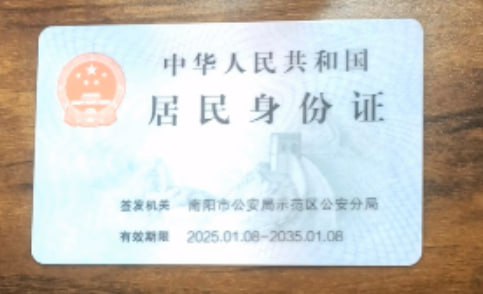 中华人民共和国
居民身份证
签发机关 南阳市公安局示范区公安分局
有效期限 2025.01.08-2035.01.08